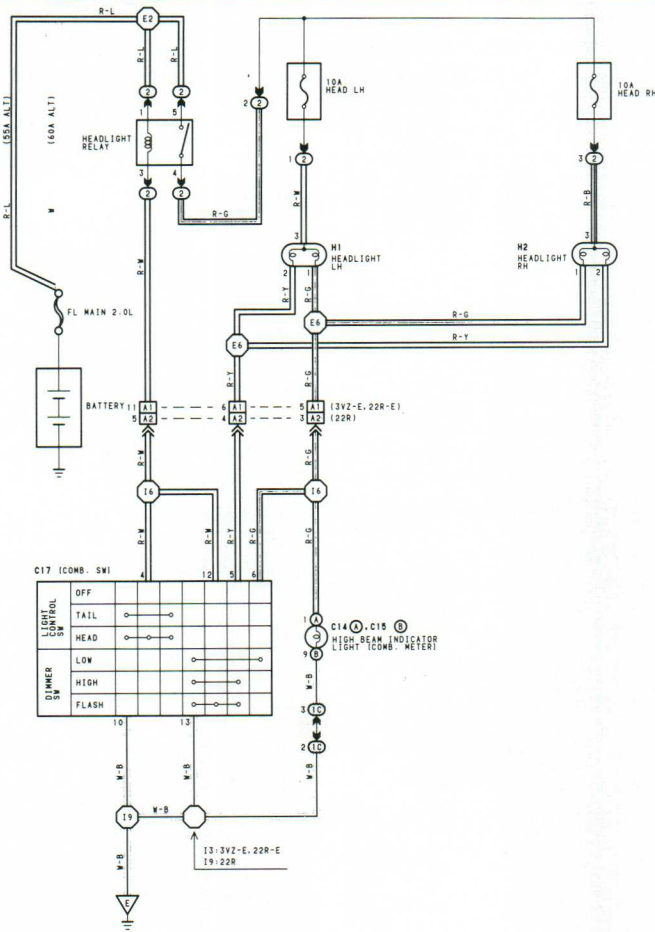 R-L
E2
(55A ALT)
(60A ALT)
R-L
R-L
10A
HEAD LH
10A
HEAD RH
2
2
2 2
1
5
HEADLIGHT
RELAY
3
4
1 2
3 2
2
2
R-L
W
R-G
R-W
R-B
3
3
H1
HEADLIGHT
LH
H2
HEADLIGHT
RH
2
1
1
2
R-W
R-Y
R-G
FL MAIN 2.0L
E6
R-G
E6
R-Y
R-Y
R-G
BATTERY
11 A1
6 A1
5 A1 (3VZ-E, 22R-E)
5 A2
4 A2
3 A2 (22R)
R-W
R-G
I6
I6
R-W
R-W
R-Y
R-G
R-G
C17 (COMB. SW)
4
12
5
6
LIGHT
CONTROL
SW
OFF
TAIL
HEAD
DIMMER
SW
LOW
HIGH
FLASH
1 A
C14 A , C15 B
HIGH BEAM INDICATOR
LIGHT (COMB. METER)
9 B
W-B
3 1C
2 1C
10
13
W-B
W-B
W-B
I9
W-B
W-B
I3:3VZ-E, 22R-E
I9:22R
E